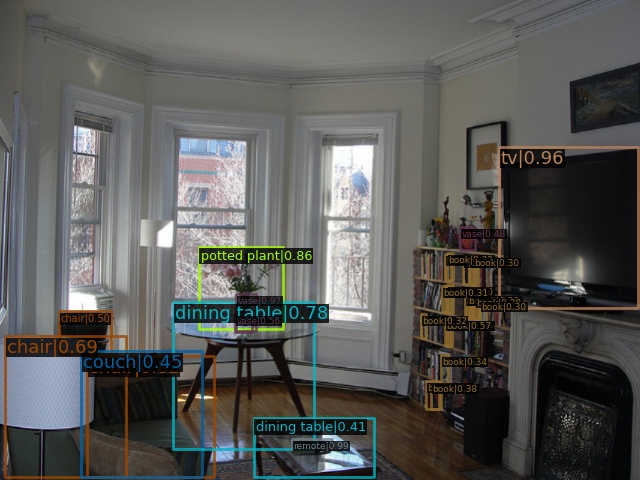 tv|0.96
vase|0.48
potted plant|0.86
book|0.30
book|0.31
vase|0.97
book|0.30
dining table|0.78
chair|0.50
vase|0.56
book|0.32
book|0.57
chair|0.69
couch|0.45
book|0.34
book|0.38
dining table|0.41
remote|0.99